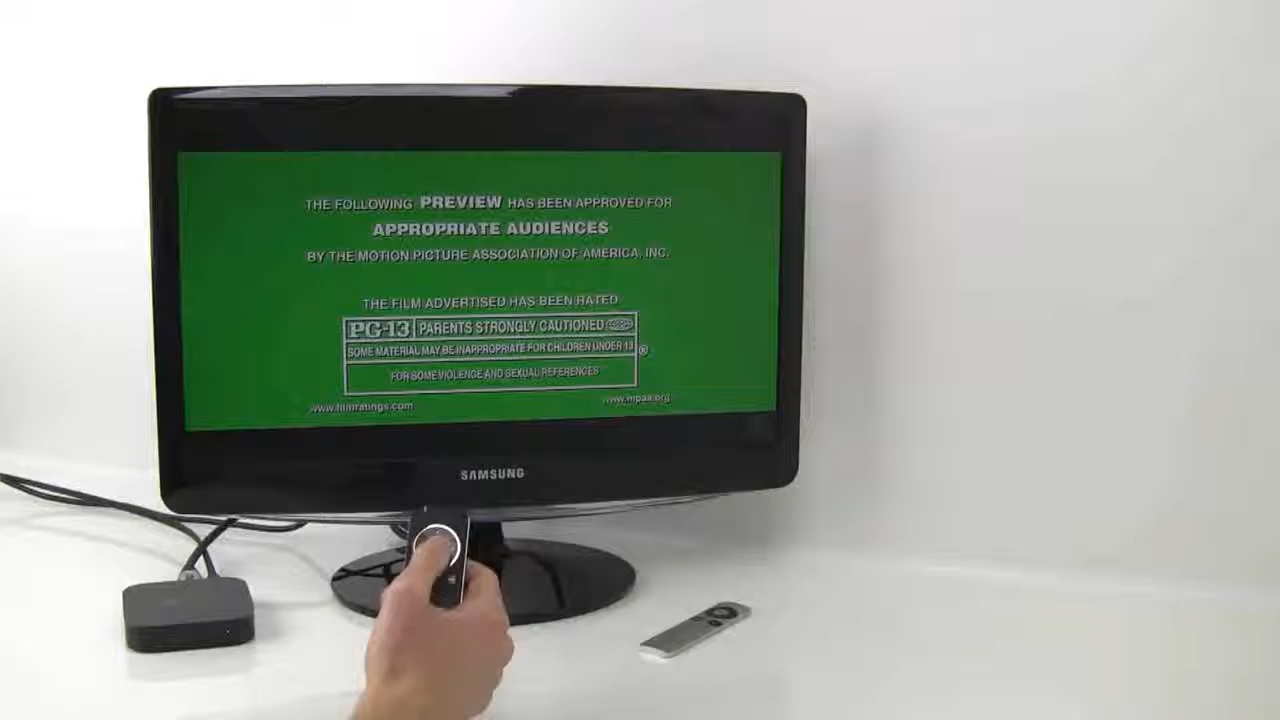 THE FOLLOWING PREVIEW HAS BEEN APPROVED FOR
APPROPRIATE AUDIENCES
BY THE MOTION PICTURE ASSOCIATION OF AMERICA, INC.
THE FILM ADVERTISED HAS BEEN RATED
PG-13 PARENTS STRONGLY CAUTIONED
SOME MATERIAL MAY BE INAPPROPRIATE FOR CHILDREN UNDER 13
®
FOR SOME VIOLENCE AND SEXUAL REFERENCES
www.filmratings.com www.mpaa.org
SAMSUNG